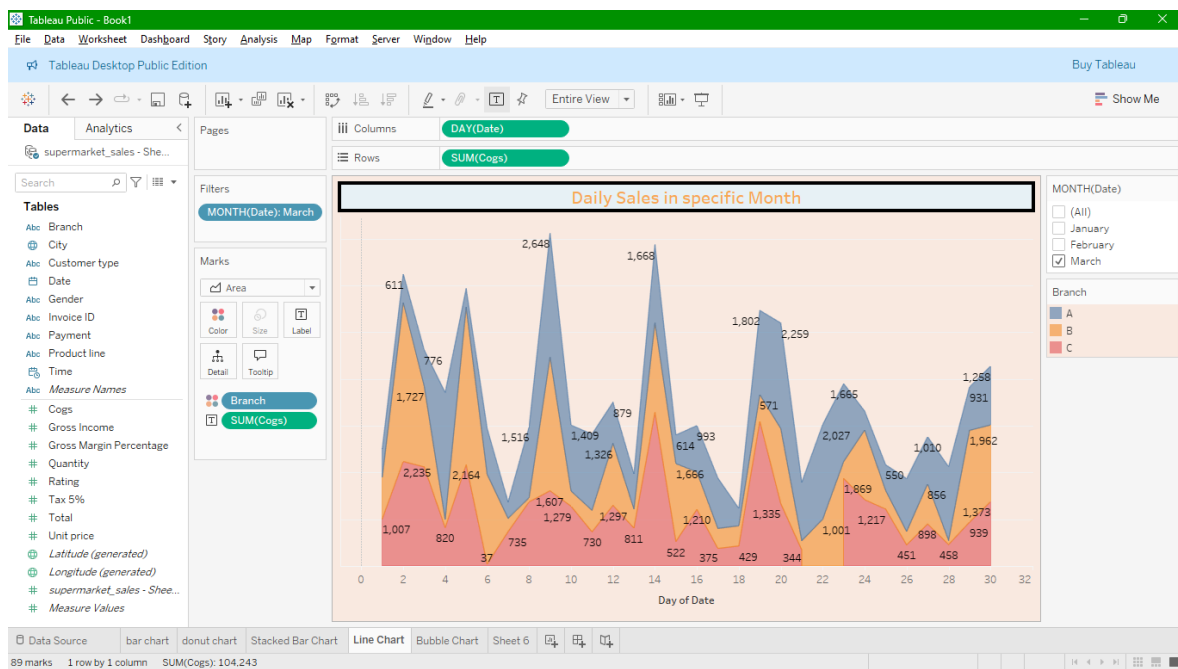 Tableau Public - Book1
File Data Worksheet Dashboard Story Analysis Map Format Server Window Help
Tableau Desktop Public Edition
Buy Tableau
Entire View
Show Me
Data
Analytics
supermarket_sales - She...
Search
Tables
Abc Branch
City
Abc Customer type
Date
Abc Gender
Abc Invoice ID
Abc Payment
Abc Product line
Time
Abc Measure Names
# Cogs
# Gross Income
# Gross Margin Percentage
# Quantity
# Rating
# Tax 5%
# Total
# Unit price
Latitude (generated)
Longitude (generated)
# supermarket_sales - Shee...
# Measure Values
Pages
Filters
MONTH(Date): March
Marks
Area
Color
Size
T
Label
Detail
Tooltip
Branch
T SUM(Cogs)
iii Columns
DAY(Date)
Rows
SUM(Cogs)
Daily Sales in specific Month
2,648
1,668
611
1,802
2,259
776
1,258
1,665
931
1,727
571
879
1,516
1,409
993
2,027
1,962
614
1,010
1,326
2,235
2,164
1,666
550
1,869
856
1,607
1,279
1,297
1,210
1,335
1,217
1,373
1,007
1,001
820
735
730
811
898
939
37
522
375
429
344
451
458
0 2 4 6 8 10 12 14 16 18 20 22 24 26 28 30 32
Day of Date
MONTH(Date)
(All)
January
February
March
Branch
A
B
C
Data Source
bar chart
donut chart
Stacked Bar Chart
Line Chart
Bubble Chart
Sheet 6
89 marks 1 row by 1 column SUM(Cogs): 104,243